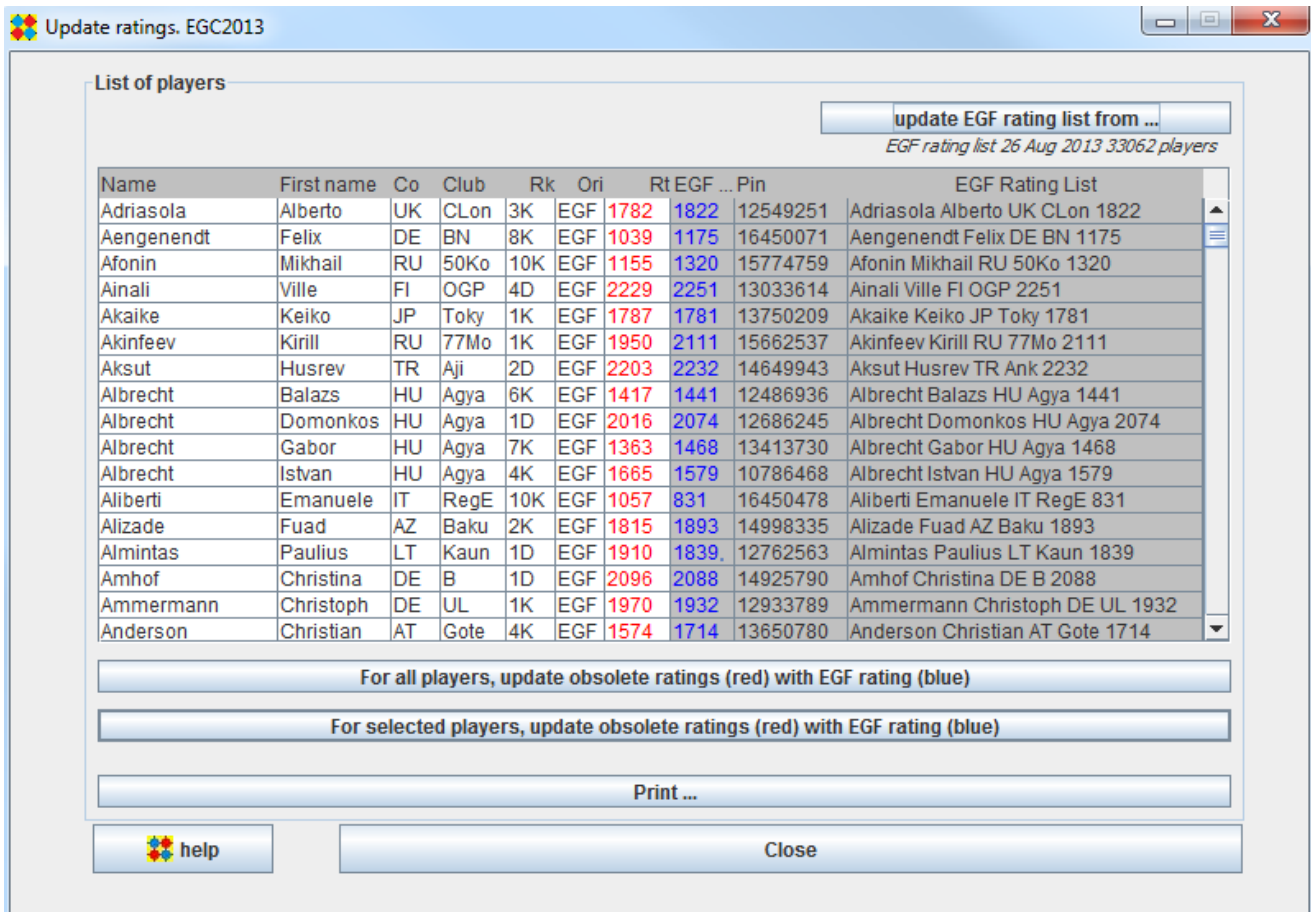 Update ratings. EGC2013
List of players
update EGF rating list from ...
EGF rating list 26 Aug 2013 33062 players
Name First name Co Club Rk Ori Rt EGF ... Pin EGF Rating List
Adriasola Alberto UK CLon 3K EGF 1782 1822 12549251 Adriasola Alberto UK CLon 1822
Aengenendt Felix DE BN 8K EGF 1039 1175 16450071 Aengenendt Felix DE BN 1175
Afonin Mikhail RU 50Ko 10K EGF 1155 1320 15774759 Afonin Mikhail RU 50Ko 1320
Ainali Ville FI OGP 4D EGF 2229 2251 13033614 Ainali Ville FI OGP 2251
Akaike Keiko JP Toky 1K EGF 1787 1781 13750209 Akaike Keiko JP Toky 1781
Akinfeev Kirill RU 77Mo 1K EGF 1950 2111 15662537 Akinfeev Kirill RU 77Mo 2111
Aksut Husrev TR Aji 2D EGF 2203 2232 14649943 Aksut Husrev TR Ank 2232
Albrecht Balazs HU Agya 6K EGF 1417 1441 12486936 Albrecht Balazs HU Agya 1441
Albrecht Domonkos HU Agya 1D EGF 2016 2074 12686245 Albrecht Domonkos HU Agya 2074
Albrecht Gabor HU Agya 7K EGF 1363 1468 13413730 Albrecht Gabor HU Agya 1468
Albrecht Istvan HU Agya 4K EGF 1665 1579 10786468 Albrecht Istvan HU Agya 1579
Aliberti Emanuele IT RegE 10K EGF 1057 831 16450478 Aliberti Emanuele IT RegE 831
Alizade Fuad AZ Baku 2K EGF 1815 1893 14998335 Alizade Fuad AZ Baku 1893
Almintas Paulius LT Kaun 1D EGF 1910 1839. 12762563 Almintas Paulius LT Kaun 1839
Amhof Christina DE B 1D EGF 2096 2088 14925790 Amhof Christina DE B 2088
Ammermann Christoph DE UL 1K EGF 1970 1932 12933789 Ammermann Christoph DE UL 1932
Anderson Christian AT Gote 4K EGF 1574 1714 13650780 Anderson Christian AT Gote 1714
For all players, update obsolete ratings (red) with EGF rating (blue)
For selected players, update obsolete ratings (red) with EGF rating (blue)
Print ...
help Close